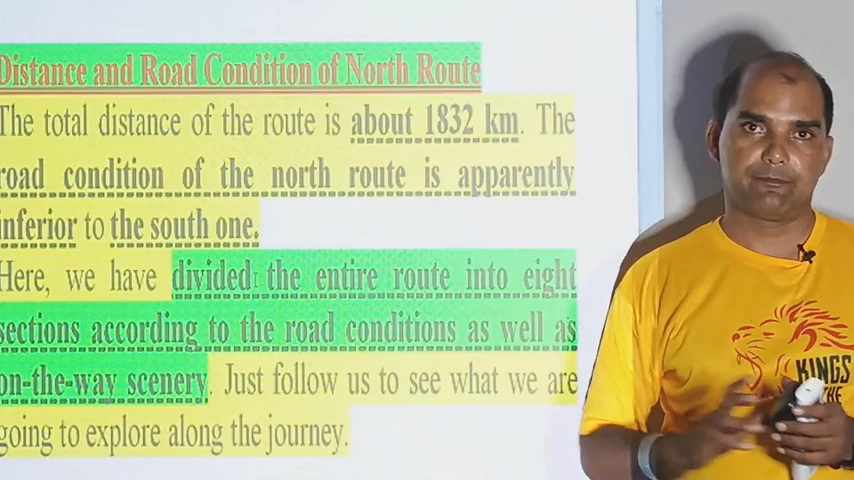 Distance and Road Condition of North Route
The total distance of the route is about 1832 km. The
road condition of the north route is apparently
inferior to the south one.
Here, we have divided the entire route into eight
sections according to the road conditions as well as
on-the-way scenery. Just follow us to see what we are
going to explore along the journey.
KINGS
THE